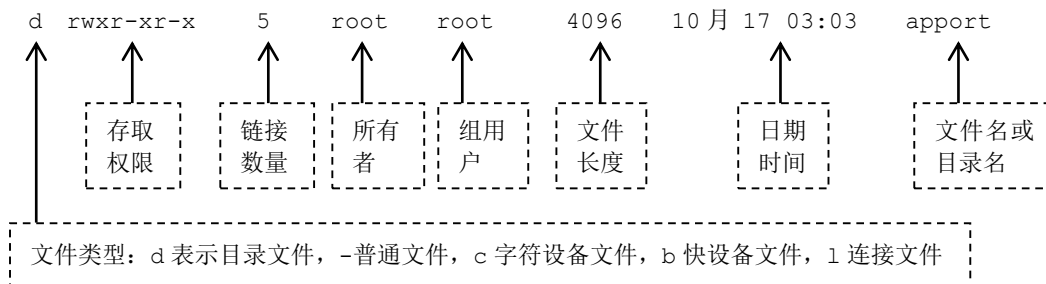 d rwxr-xr-x 5 root root 4096 10月 17 03:03 apport
存取
权限
链接
数量
所有
者
组用
户
文件
长度
日期
时间
文件名或
目录名
文件类型：d 表示目录文件，-普通文件，c 字符设备文件，b 快设备文件，l 连接文件